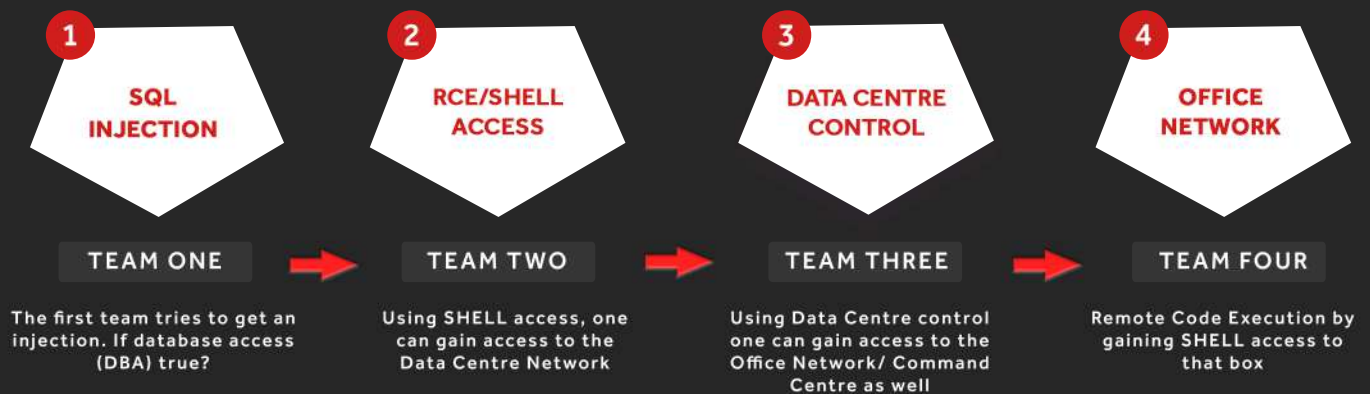 1
SQL
INJECTION
TEAM ONE
The first team tries to get an
injection. If database access
(DBA) true?
2
RCE/SHELL
ACCESS
TEAM TWO
Using SHELL access, one
can gain access to the
Data Centre Network
3
DATA CENTRE
CONTROL
TEAM THREE
Using Data Centre control
one can gain access to the
Office Network/ Command
Centre as well
4
OFFICE
NETWORK
TEAM FOUR
Remote Code Execution by
gaining SHELL access to
that box